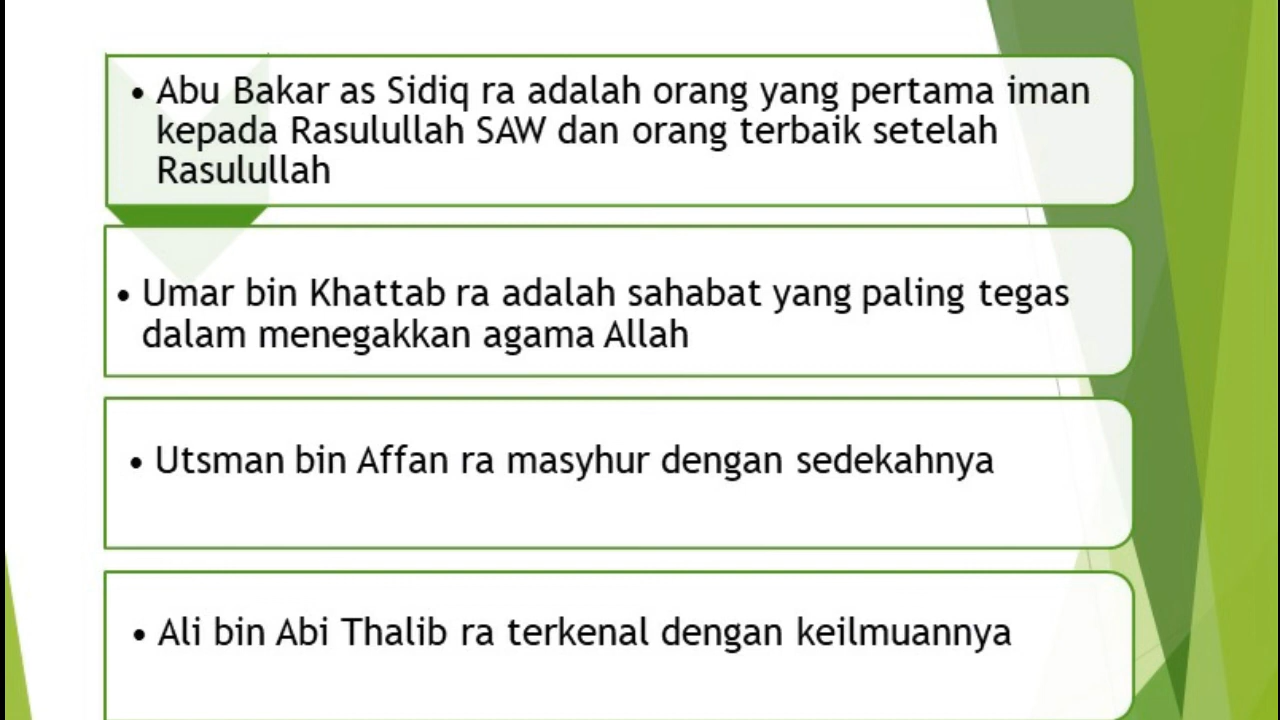 • Abu Bakar as Sidiq ra adalah orang yang pertama iman
kepada Rasulullah SAW dan orang terbaik setelah
Rasulullah
• Umar bin Khattab ra adalah sahabat yang paling tegas
dalam menegakkan agama Allah
• Utsman bin Affan ra masyhur dengan sedekahnya
• Ali bin Abi Thalib ra terkenal dengan keilmuannya